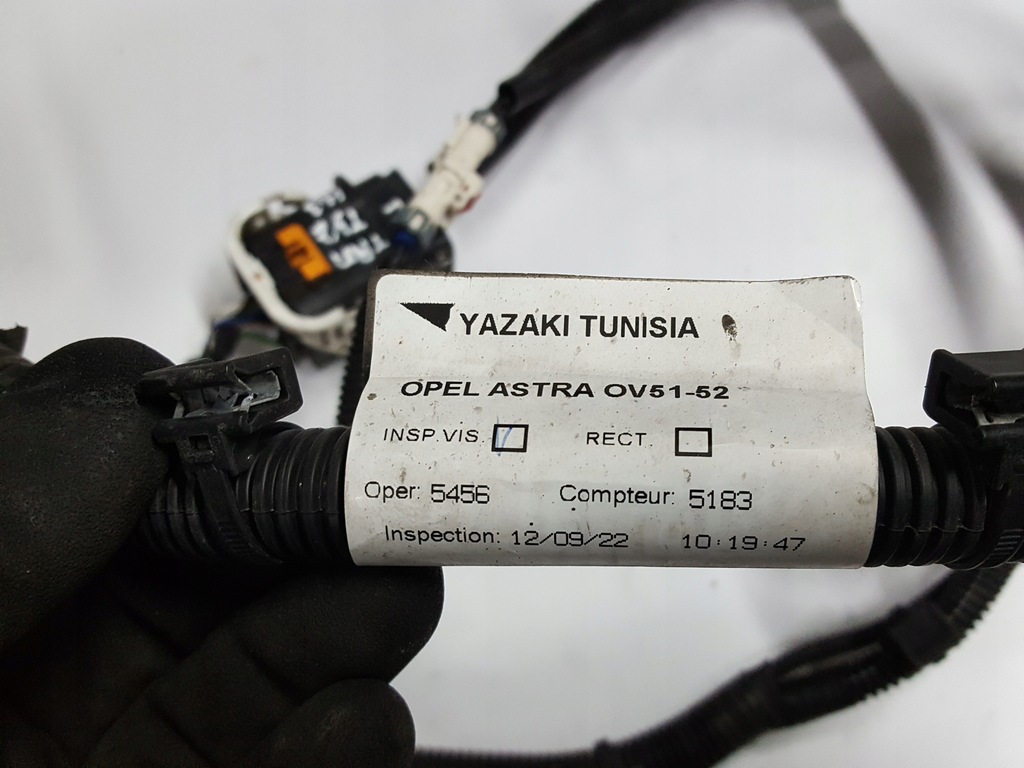 YAZAKI TUNISIA
OPEL ASTRA OV51-52
INSP.VIS. RECT.
Oper: 5456 Compteur: 5183
Inspection: 12/09/22 10:19:47